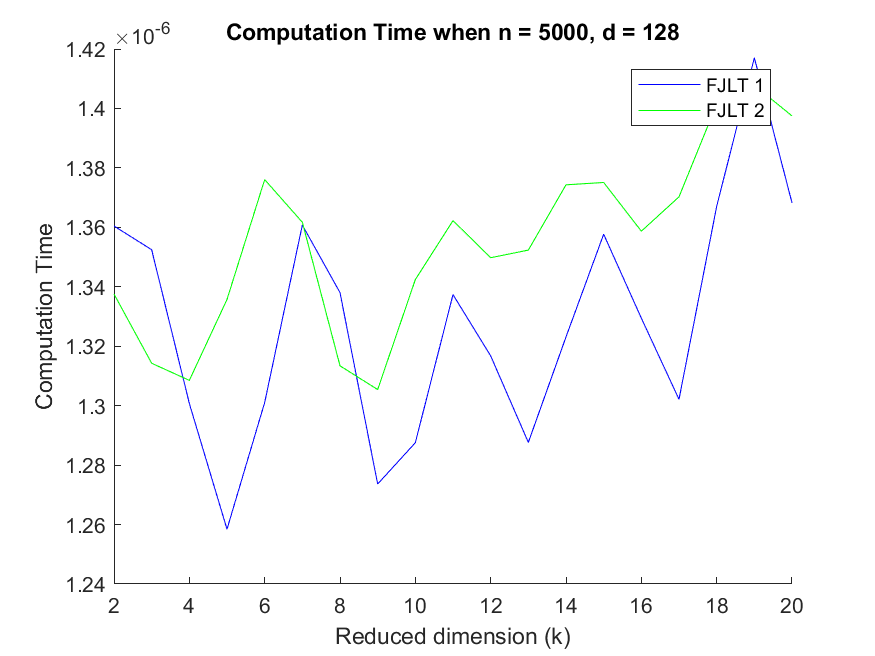 ×10-6
Computation Time when n = 5000, d = 128
1.42
1.4
1.38
1.36
1.34
1.32
1.3
1.28
1.26
1.24
Computation Time
FJLT 1
FJLT 2
2 4 6 8 10 12 14 16 18 20
Reduced dimension (k)